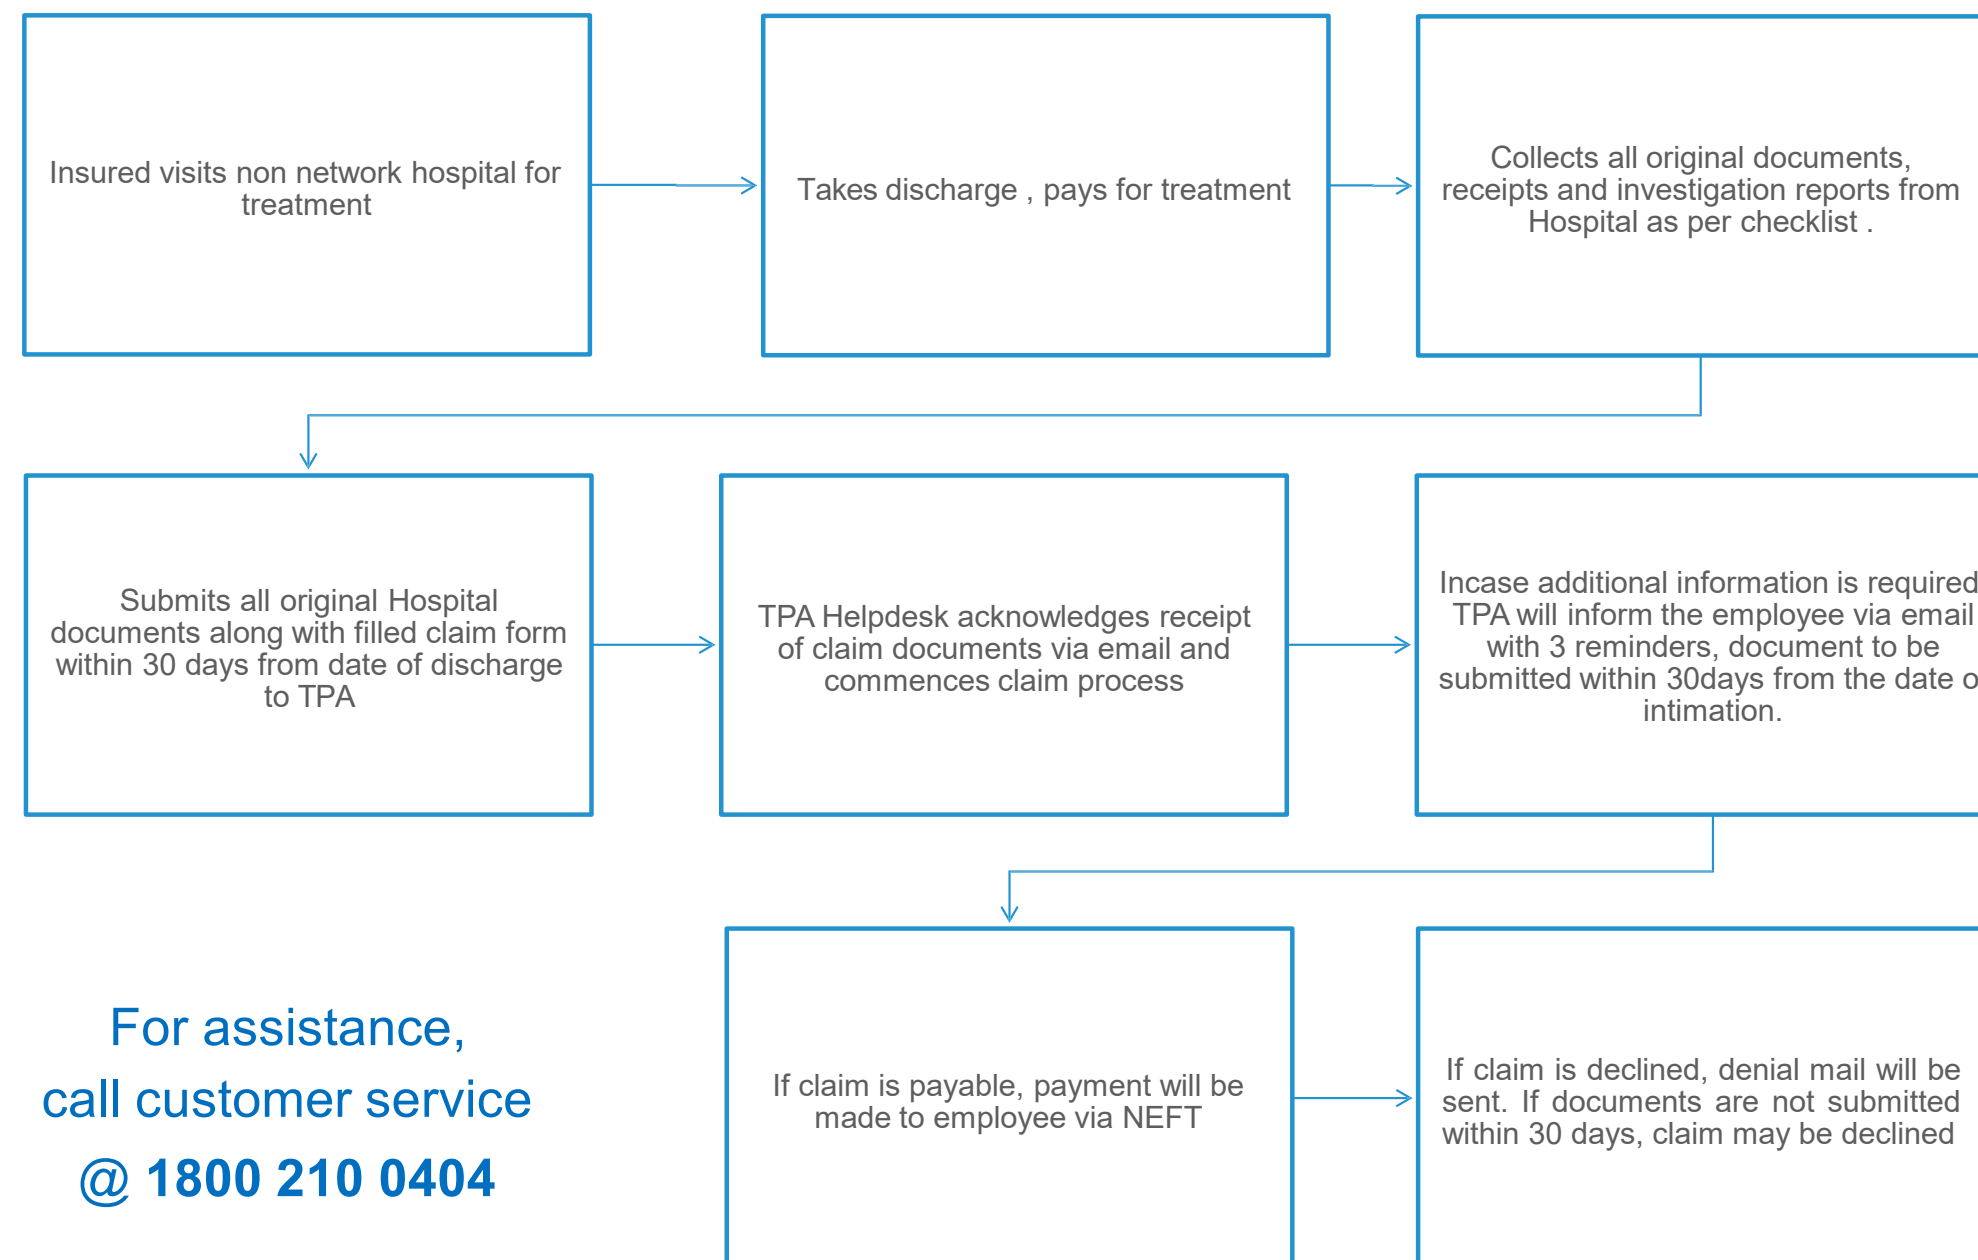 Insured visits non network hospital for
treatment
Takes discharge , pays for treatment
Collects all original documents,
receipts and investigation reports from
Hospital as per checklist .
Submits all original Hospital
documents along with filled claim form
within 30 days from date of discharge
to TPA
TPA Helpdesk acknowledges receipt
of claim documents via email and
commences claim process
Incase additional information is required
TPA will inform the employee via email
with 3 reminders, document to be
submitted within 30days from the date
intimation.
If claim is payable, payment will be
made to employee via NEFT
If claim is declined, denial mail will be
sent. If documents are not submitted
within 30 days, claim may be declined
For assistance,
call customer service
@ 1800 210 0404